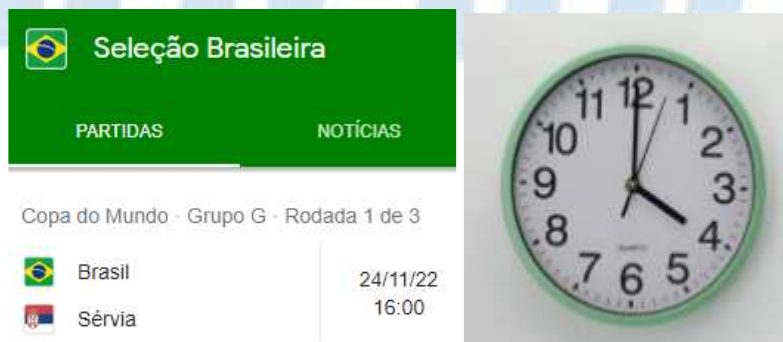 Seleção Brasileira
PARTIDAS NOTÍCIAS
Copa do Mundo · Grupo G · Rodada 1 de 3
Brasil
Sérvia
24/11/22
16:00
12
1
2
3
4
5
6
7
8
9
10
11
QUARTZ